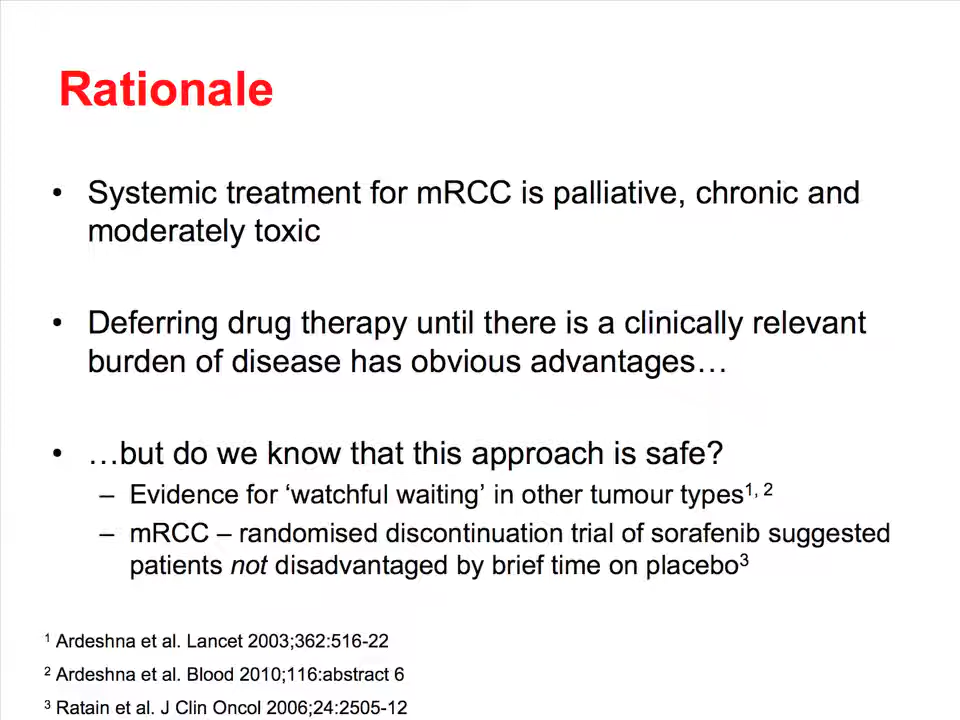 Rationale
• Systemic treatment for mRCC is palliative, chronic and
moderately toxic
• Deferring drug therapy until there is a clinically relevant
burden of disease has obvious advantages…
• …but do we know that this approach is safe?
– Evidence for ‘watchful waiting’ in other tumour types1, 2
– mRCC – randomised discontinuation trial of sorafenib suggested
patients not disadvantaged by brief time on placebo3
1 Ardeshna et al. Lancet 2003;362:516-22
2 Ardeshna et al. Blood 2010;116:abstract 6
3 Ratain et al. J Clin Oncol 2006;24:2505-12